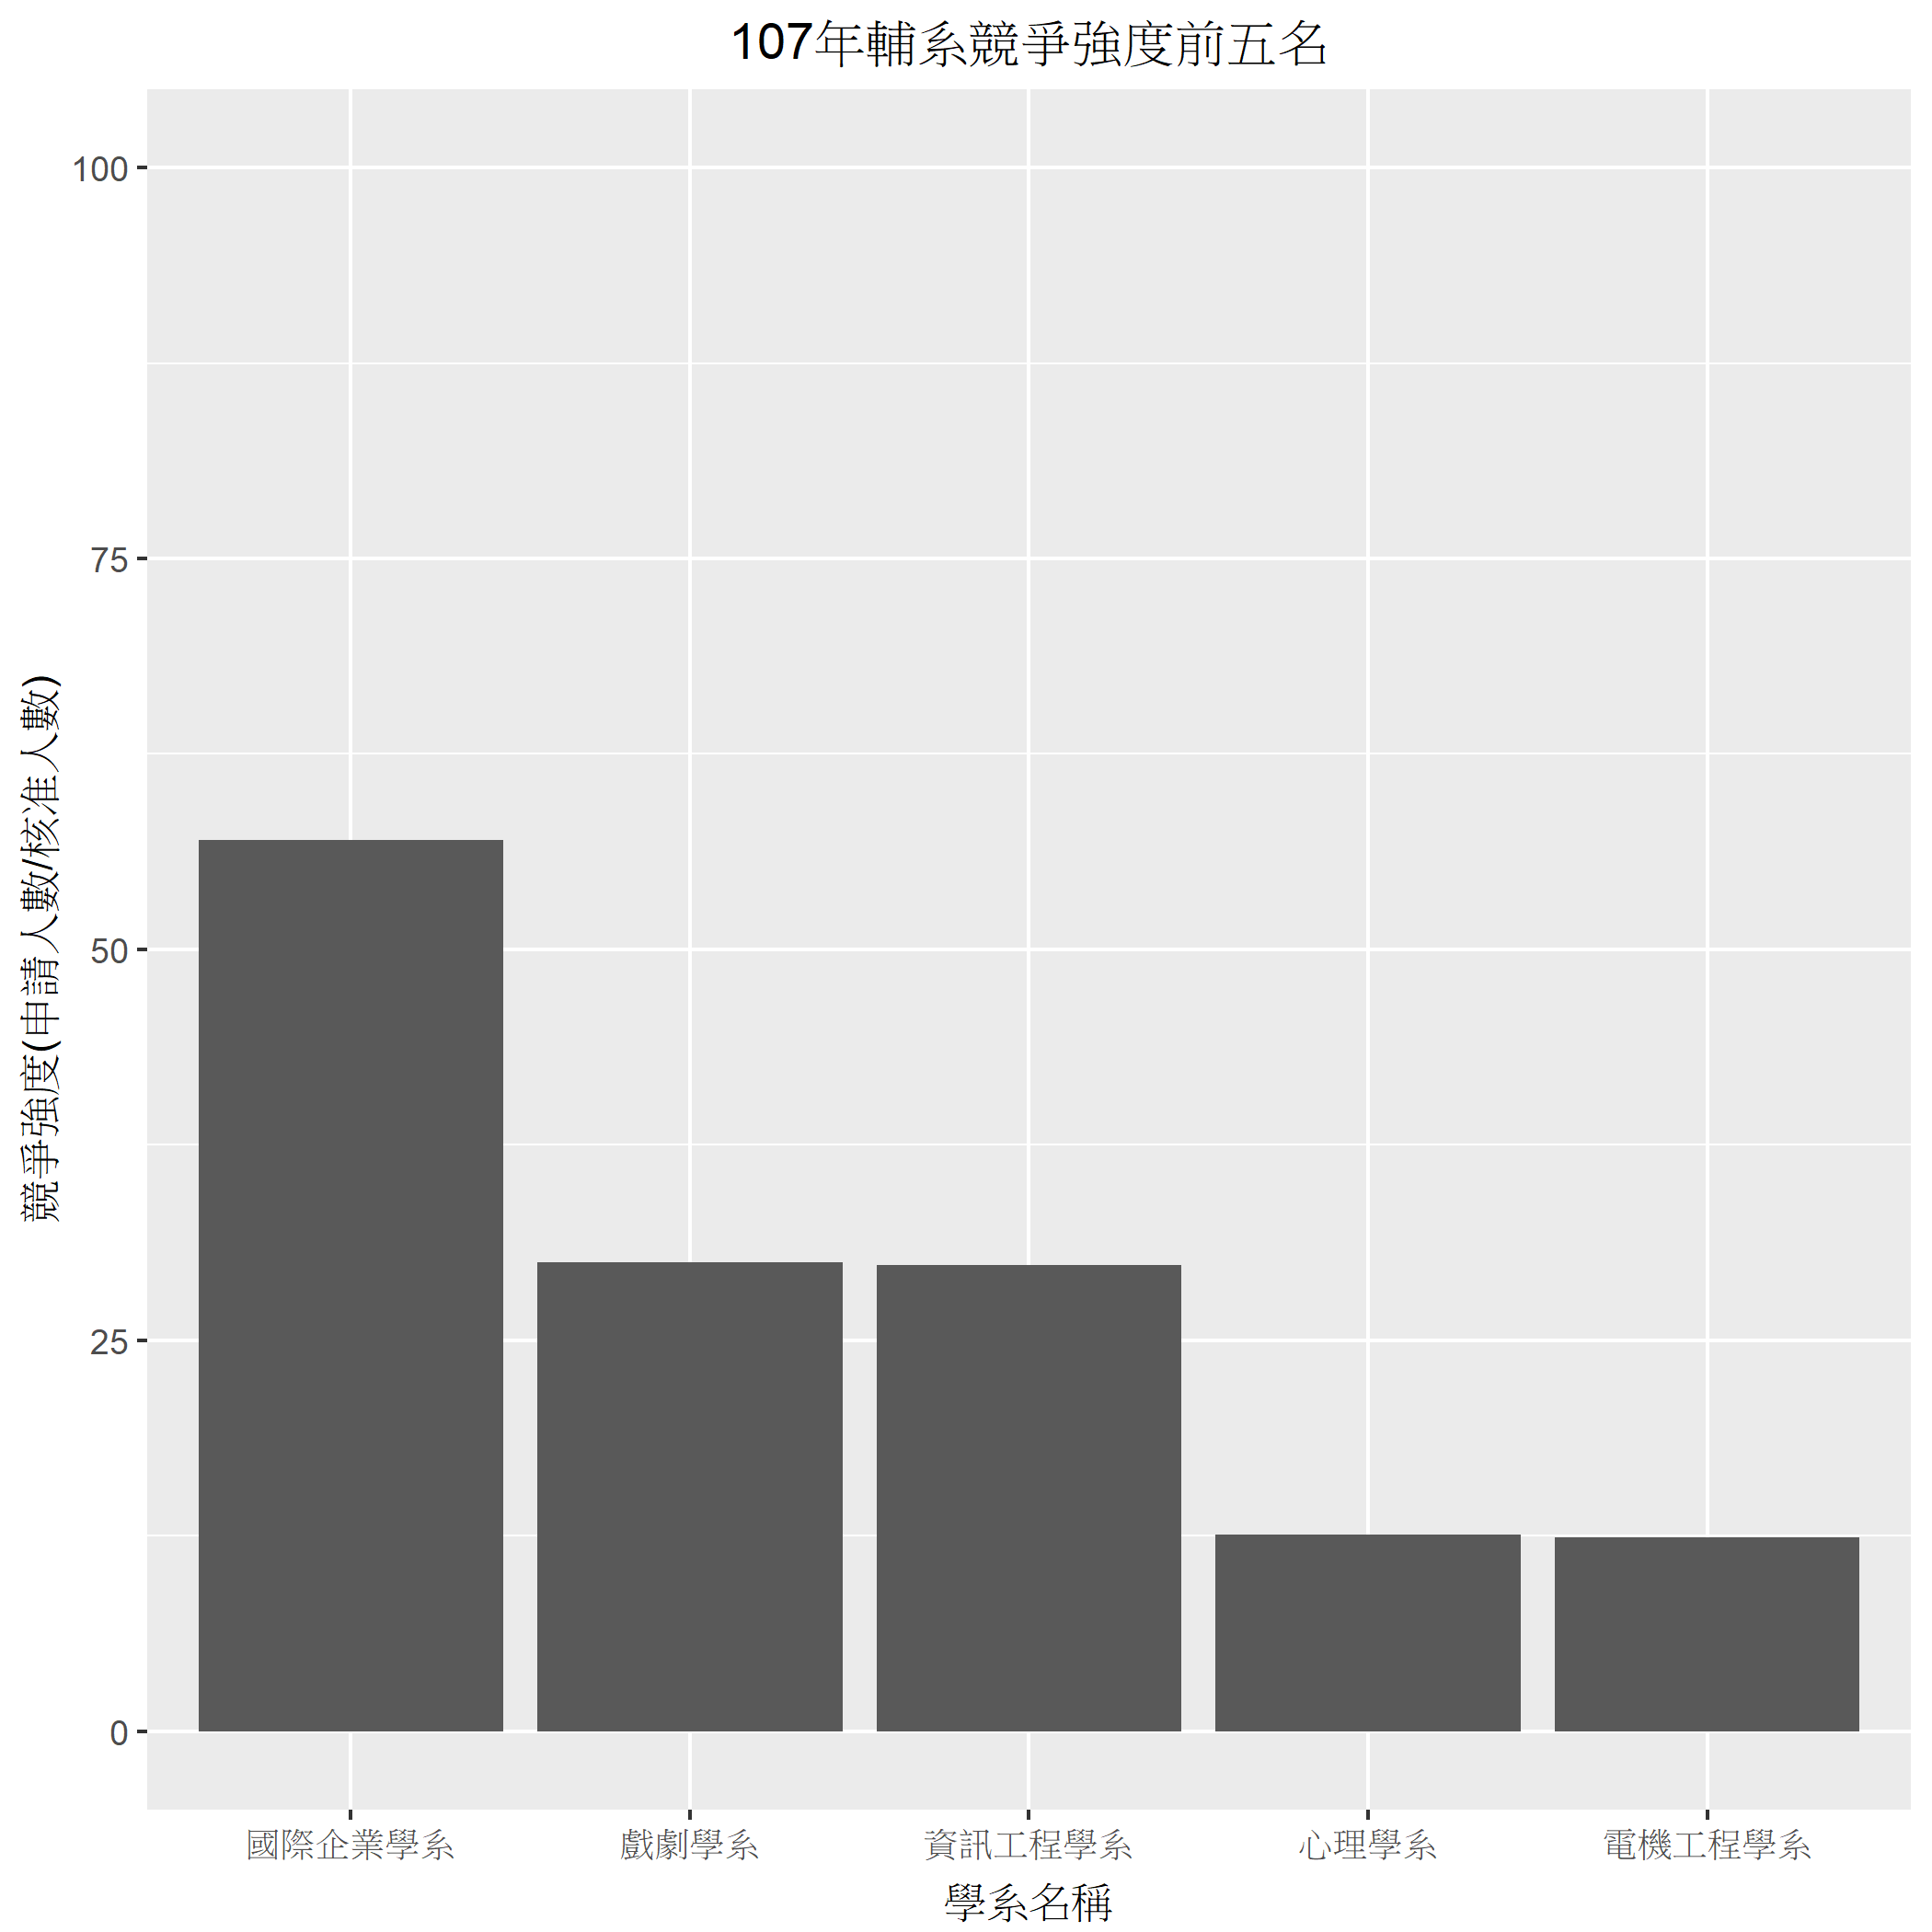 107年輔系競爭強度前五名
競爭強度(申請人數/核准人數)
100
75
50
25
0
國際企業學系 戲劇學系 資訊工程學系 心理學系 電機工程學系
學系名稱